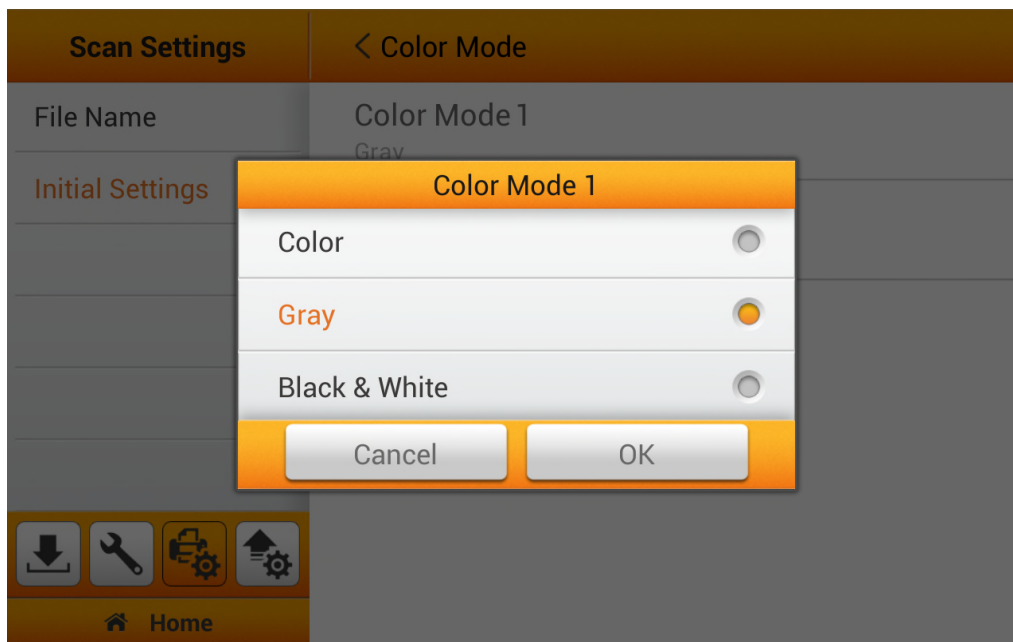 Scan Settings
< Color Mode
File Name
Initial Settings
Color Mode 1
Gray
Color Mode 1
Color
Gray
Black & White
Cancel
OK
Home